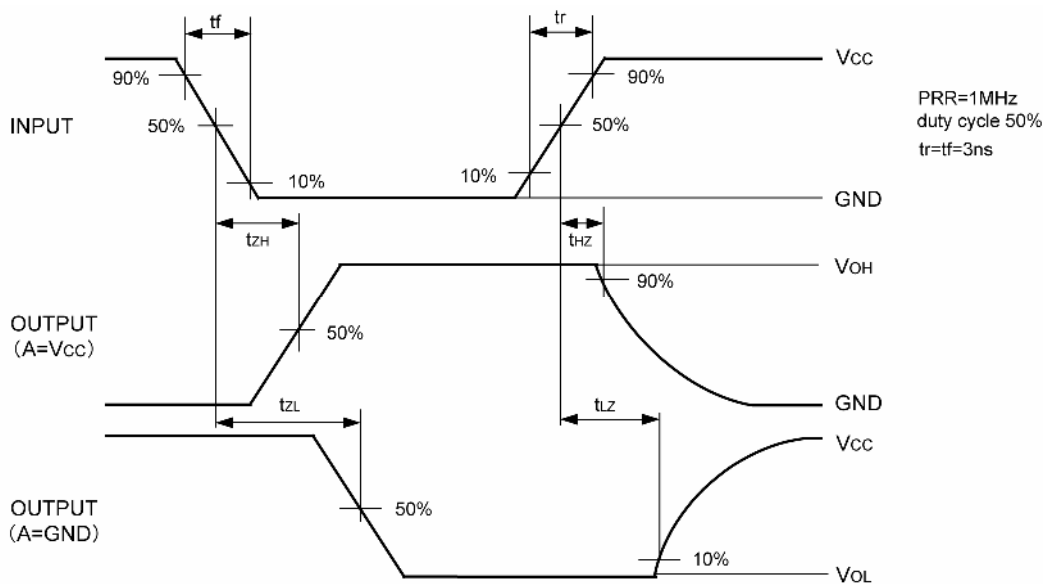 tf
tr
VCC
90%
90%
PRR=1MHz
duty cycle 50%
tr=tf=3ns
INPUT
50%
50%
10%
10%
GND
tZH
tHZ
VOH
90%
OUTPUT
(A=VCC)
50%
tZL
tLZ
GND
VCC
OUTPUT
(A=GND)
50%
10%
VOL